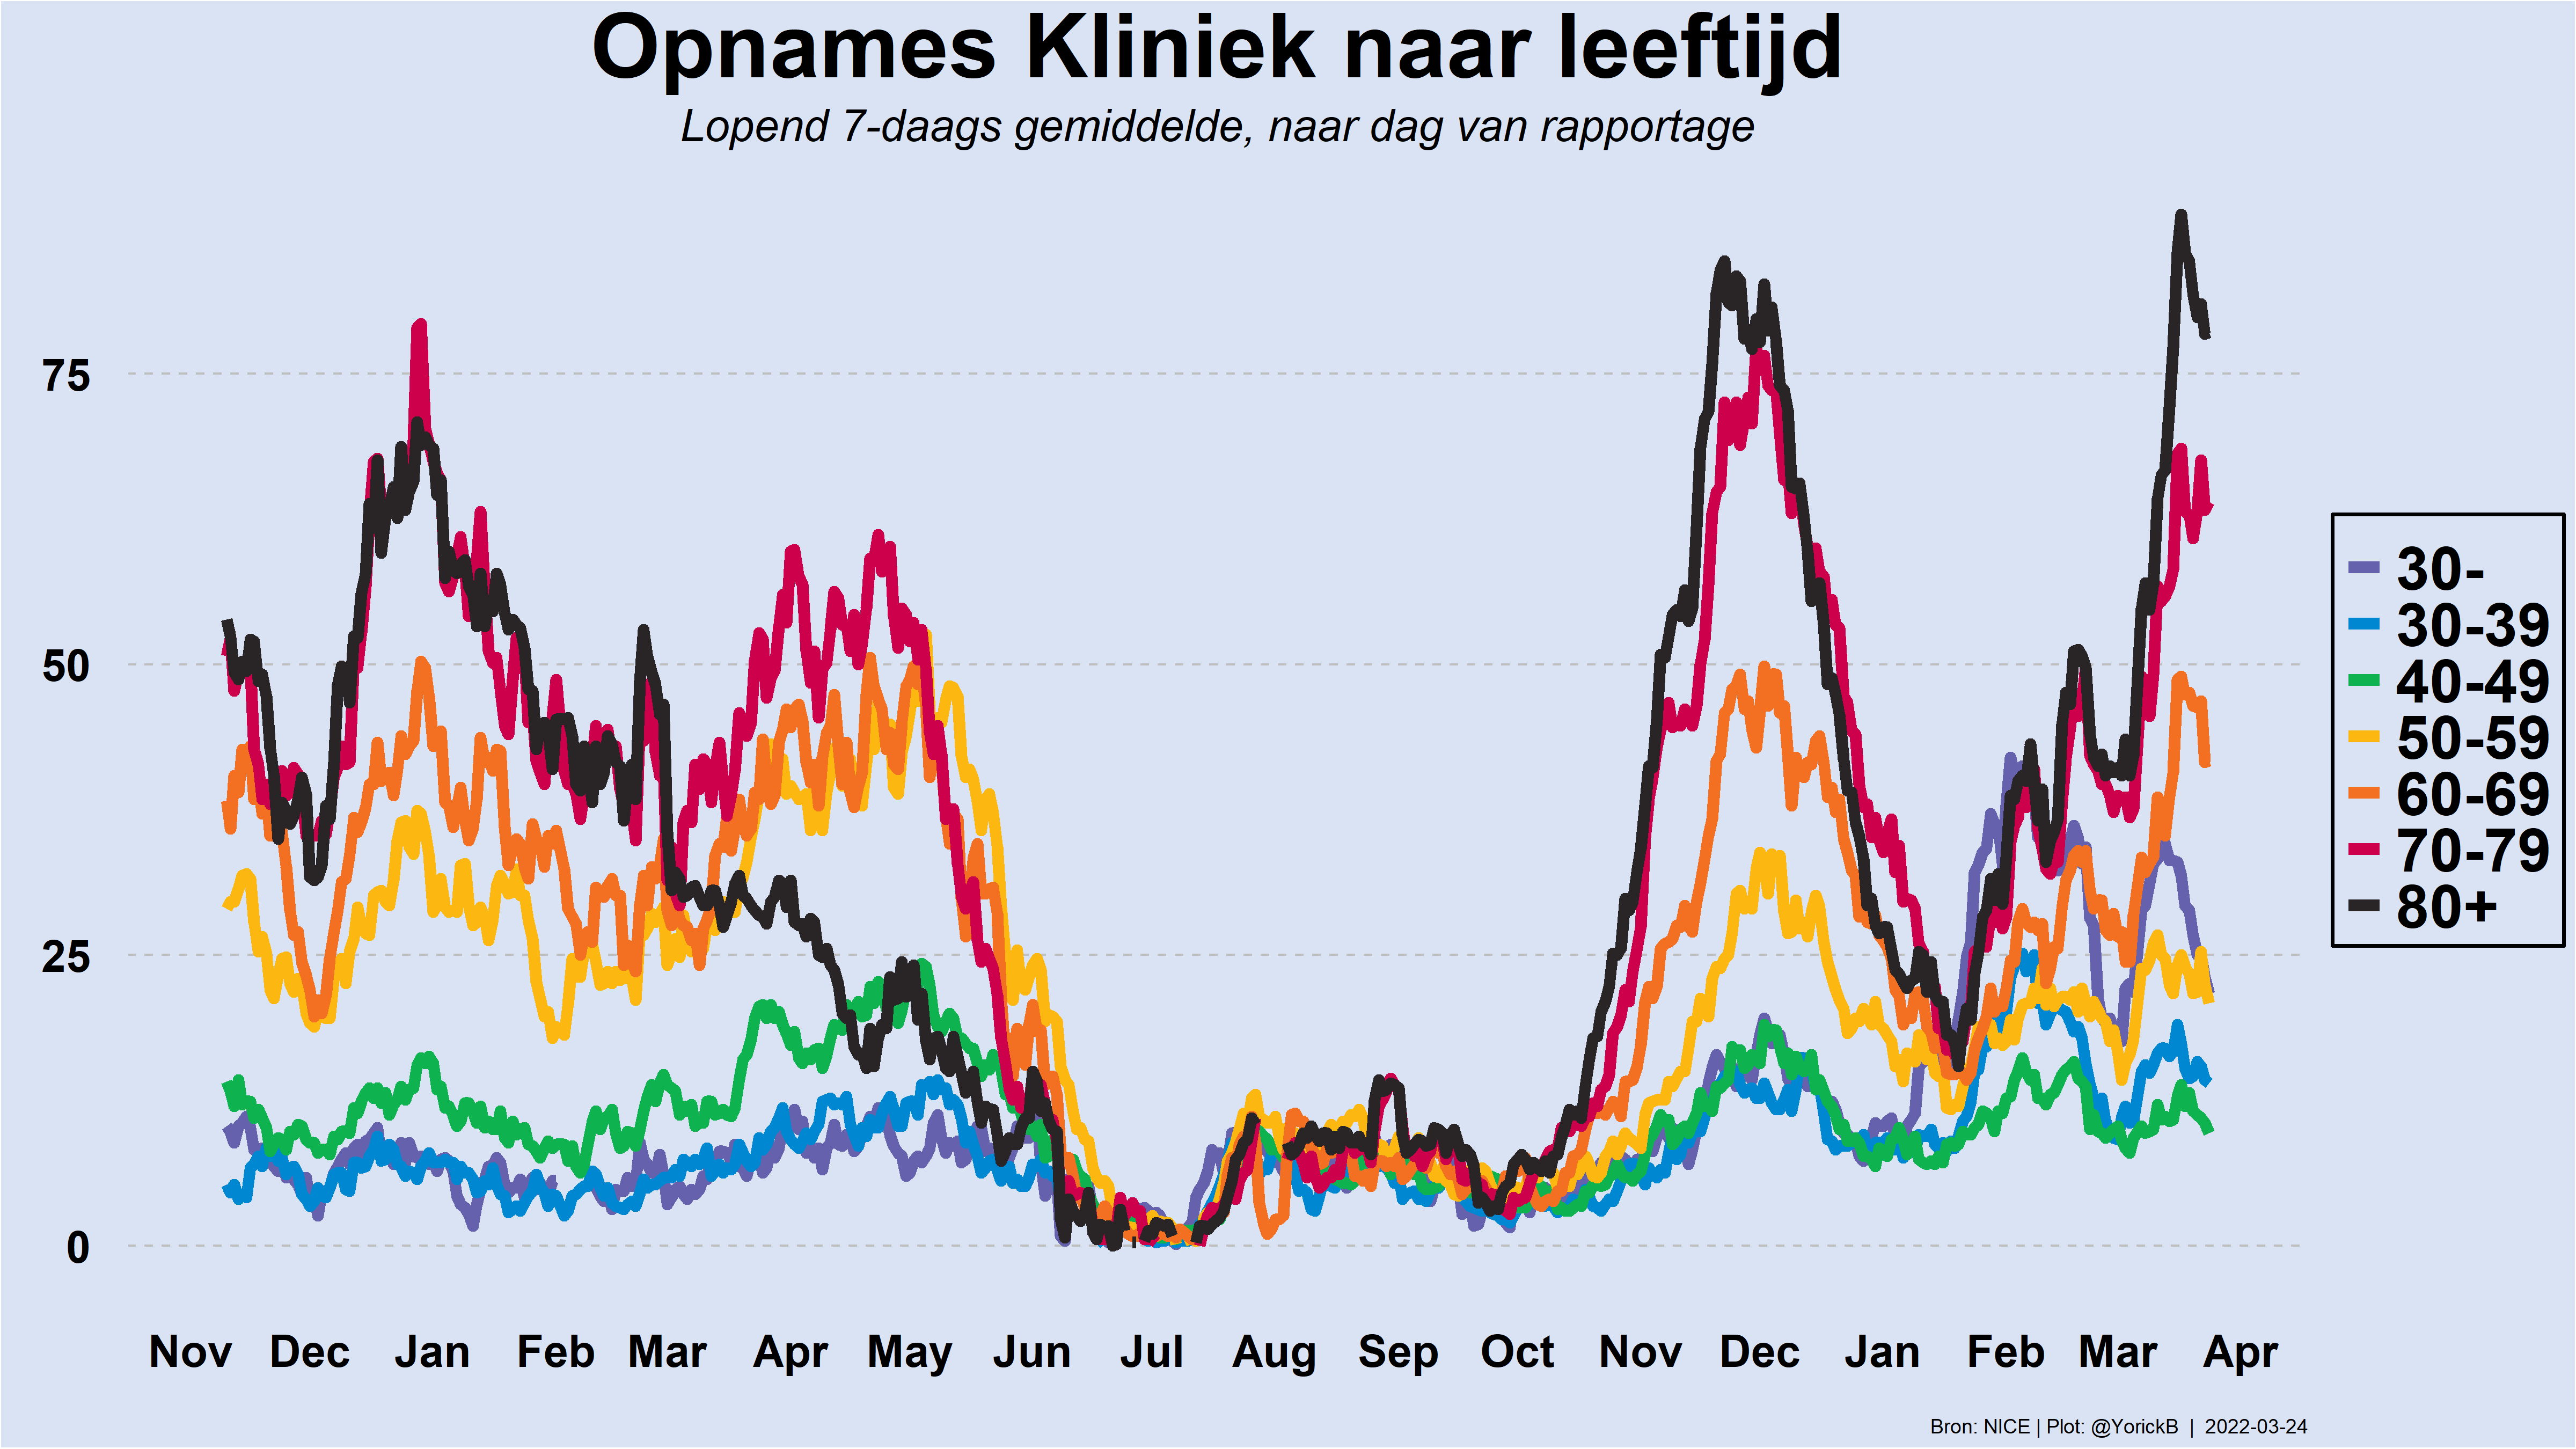 Opnames Kliniek naar leeftijd
Lopend 7-daags gemiddelde, naar dag van rapportage
75
50
25
0
30-
30-39
40-49
50-59
60-69
70-79
80+
Nov Dec Jan Feb Mar Apr May Jun Jul Aug Sep Oct Nov Dec Jan Feb Mar Apr
Bron: NICE | Plot: @YorickB | 2022-03-24